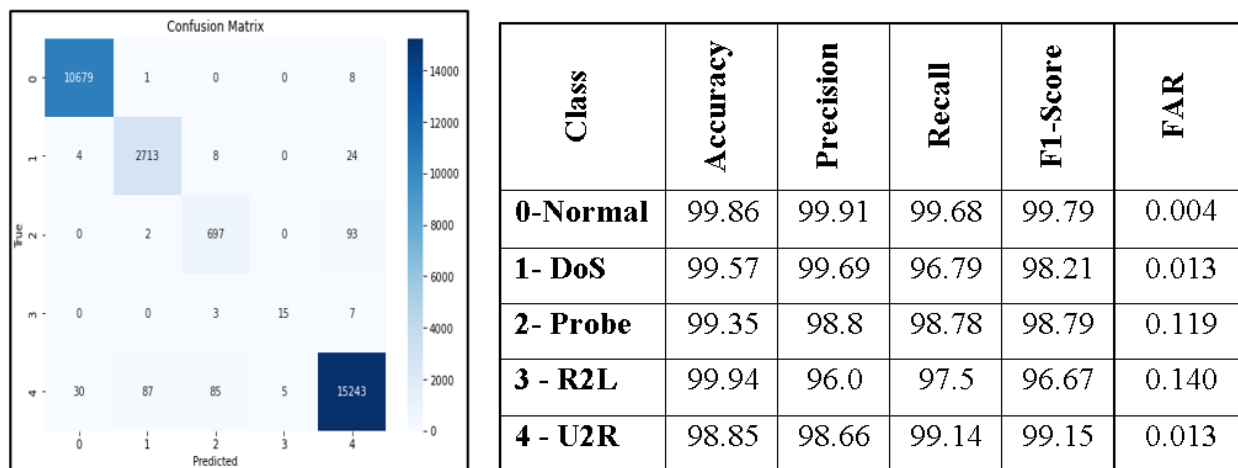 Confusion Matrix
0 10679 1 0 0 8
1 4 2713 8 0 24
2 0 2 697 0 93
3 0 0 3 15 7
4 30 87 85 5 15243
0 1 2 3 4
True
Predicted
14000
12000
10000
8000
6000
4000
2000
0
Class Accuracy Precision Recall F1-Score FAR
0-Normal 99.86 99.91 99.68 99.79 0.004
1- DoS 99.57 99.69 96.79 98.21 0.013
2- Probe 99.35 98.8 98.78 98.79 0.119
3 - R2L 99.94 96.0 97.5 96.67 0.140
4 - U2R 98.85 98.66 99.14 99.15 0.013